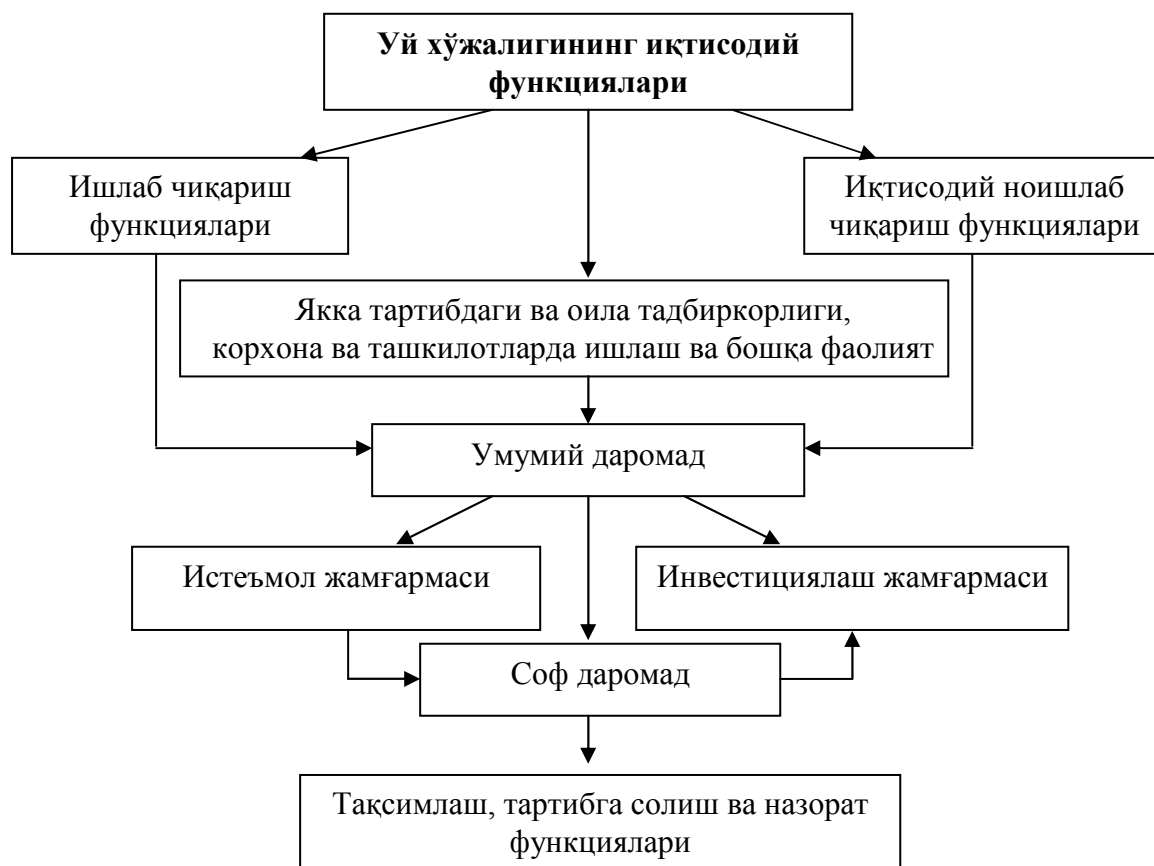 Уй хўжалигининг иқтисодий
функциялари
Ишлаб чиқариш
функциялари
Иқтисодий ноишлаб
чиқариш функциялари
Якка тартибдаги ва оила тадбиркорлиги,
корхона ва ташкилотларда ишлаш ва бошқа фаолият
Умумий даромад
Истеъмол жамғармаси
Инвестициялаш жамғармаси
Соф даромад
Тақсимлаш, тартибга солиш ва назорат
функциялари